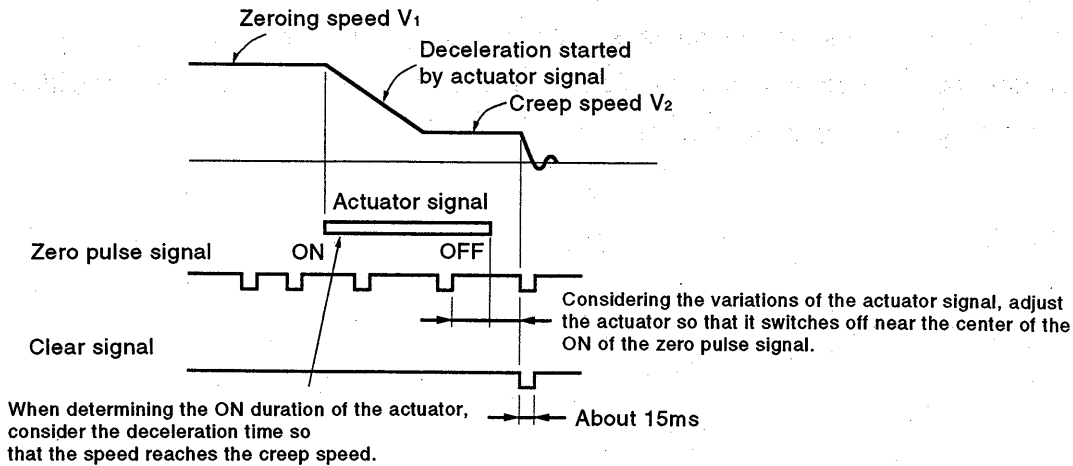 Zeroing speed V1
Deceleration started
by actuator signal
Creep speed V2
Actuator signal
Zero pulse signal
ON
OFF
Considering the variations of the actuator signal, adjust
the actuator so that it switches off near the center of the
ON of the zero pulse signal.
Clear signal
When determining the ON duration of the actuator,
consider the deceleration time so
that the speed reaches the creep speed.
About 15ms